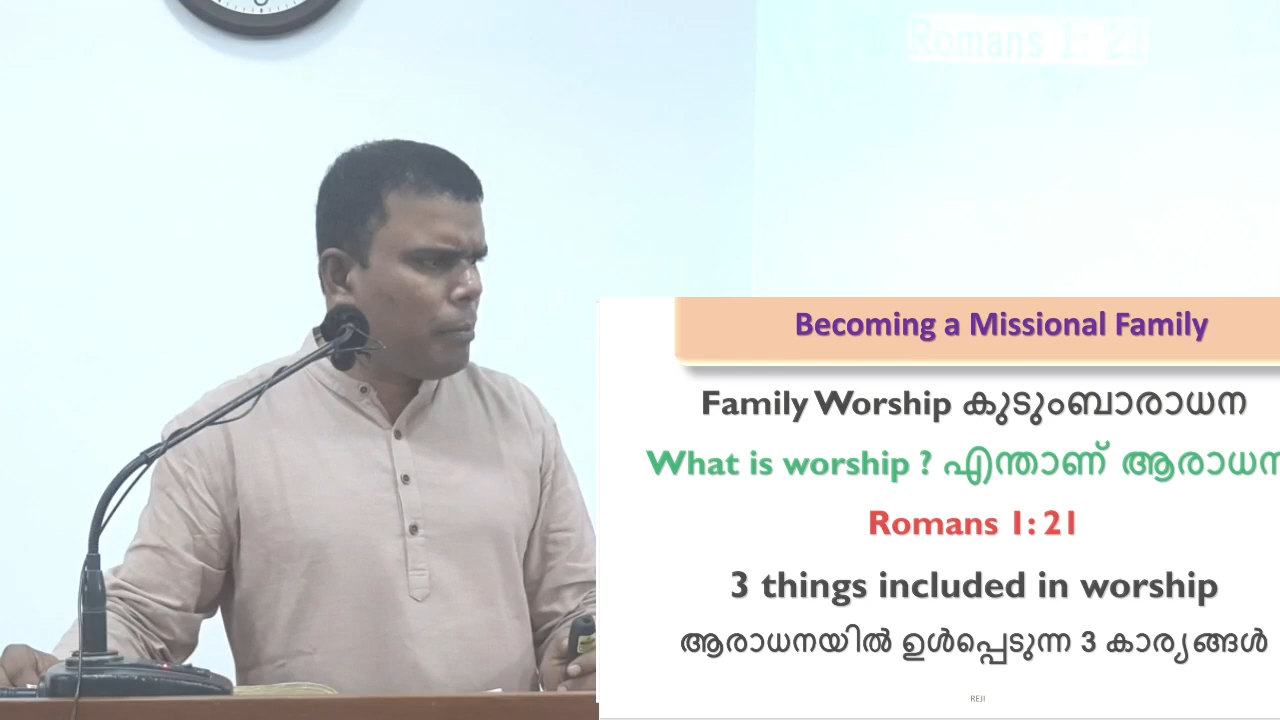 Romans 1: 21
Becoming a Missional Family
Family Worship കുടുംബാരാധന
What is worship ? എന്താണ് ആരാധന
Romans 1: 21
3 things included in worship
ആരാധനയിൽ ഉൾപ്പെടുന്ന 3 കാര്യങ്ങൾ
REJI